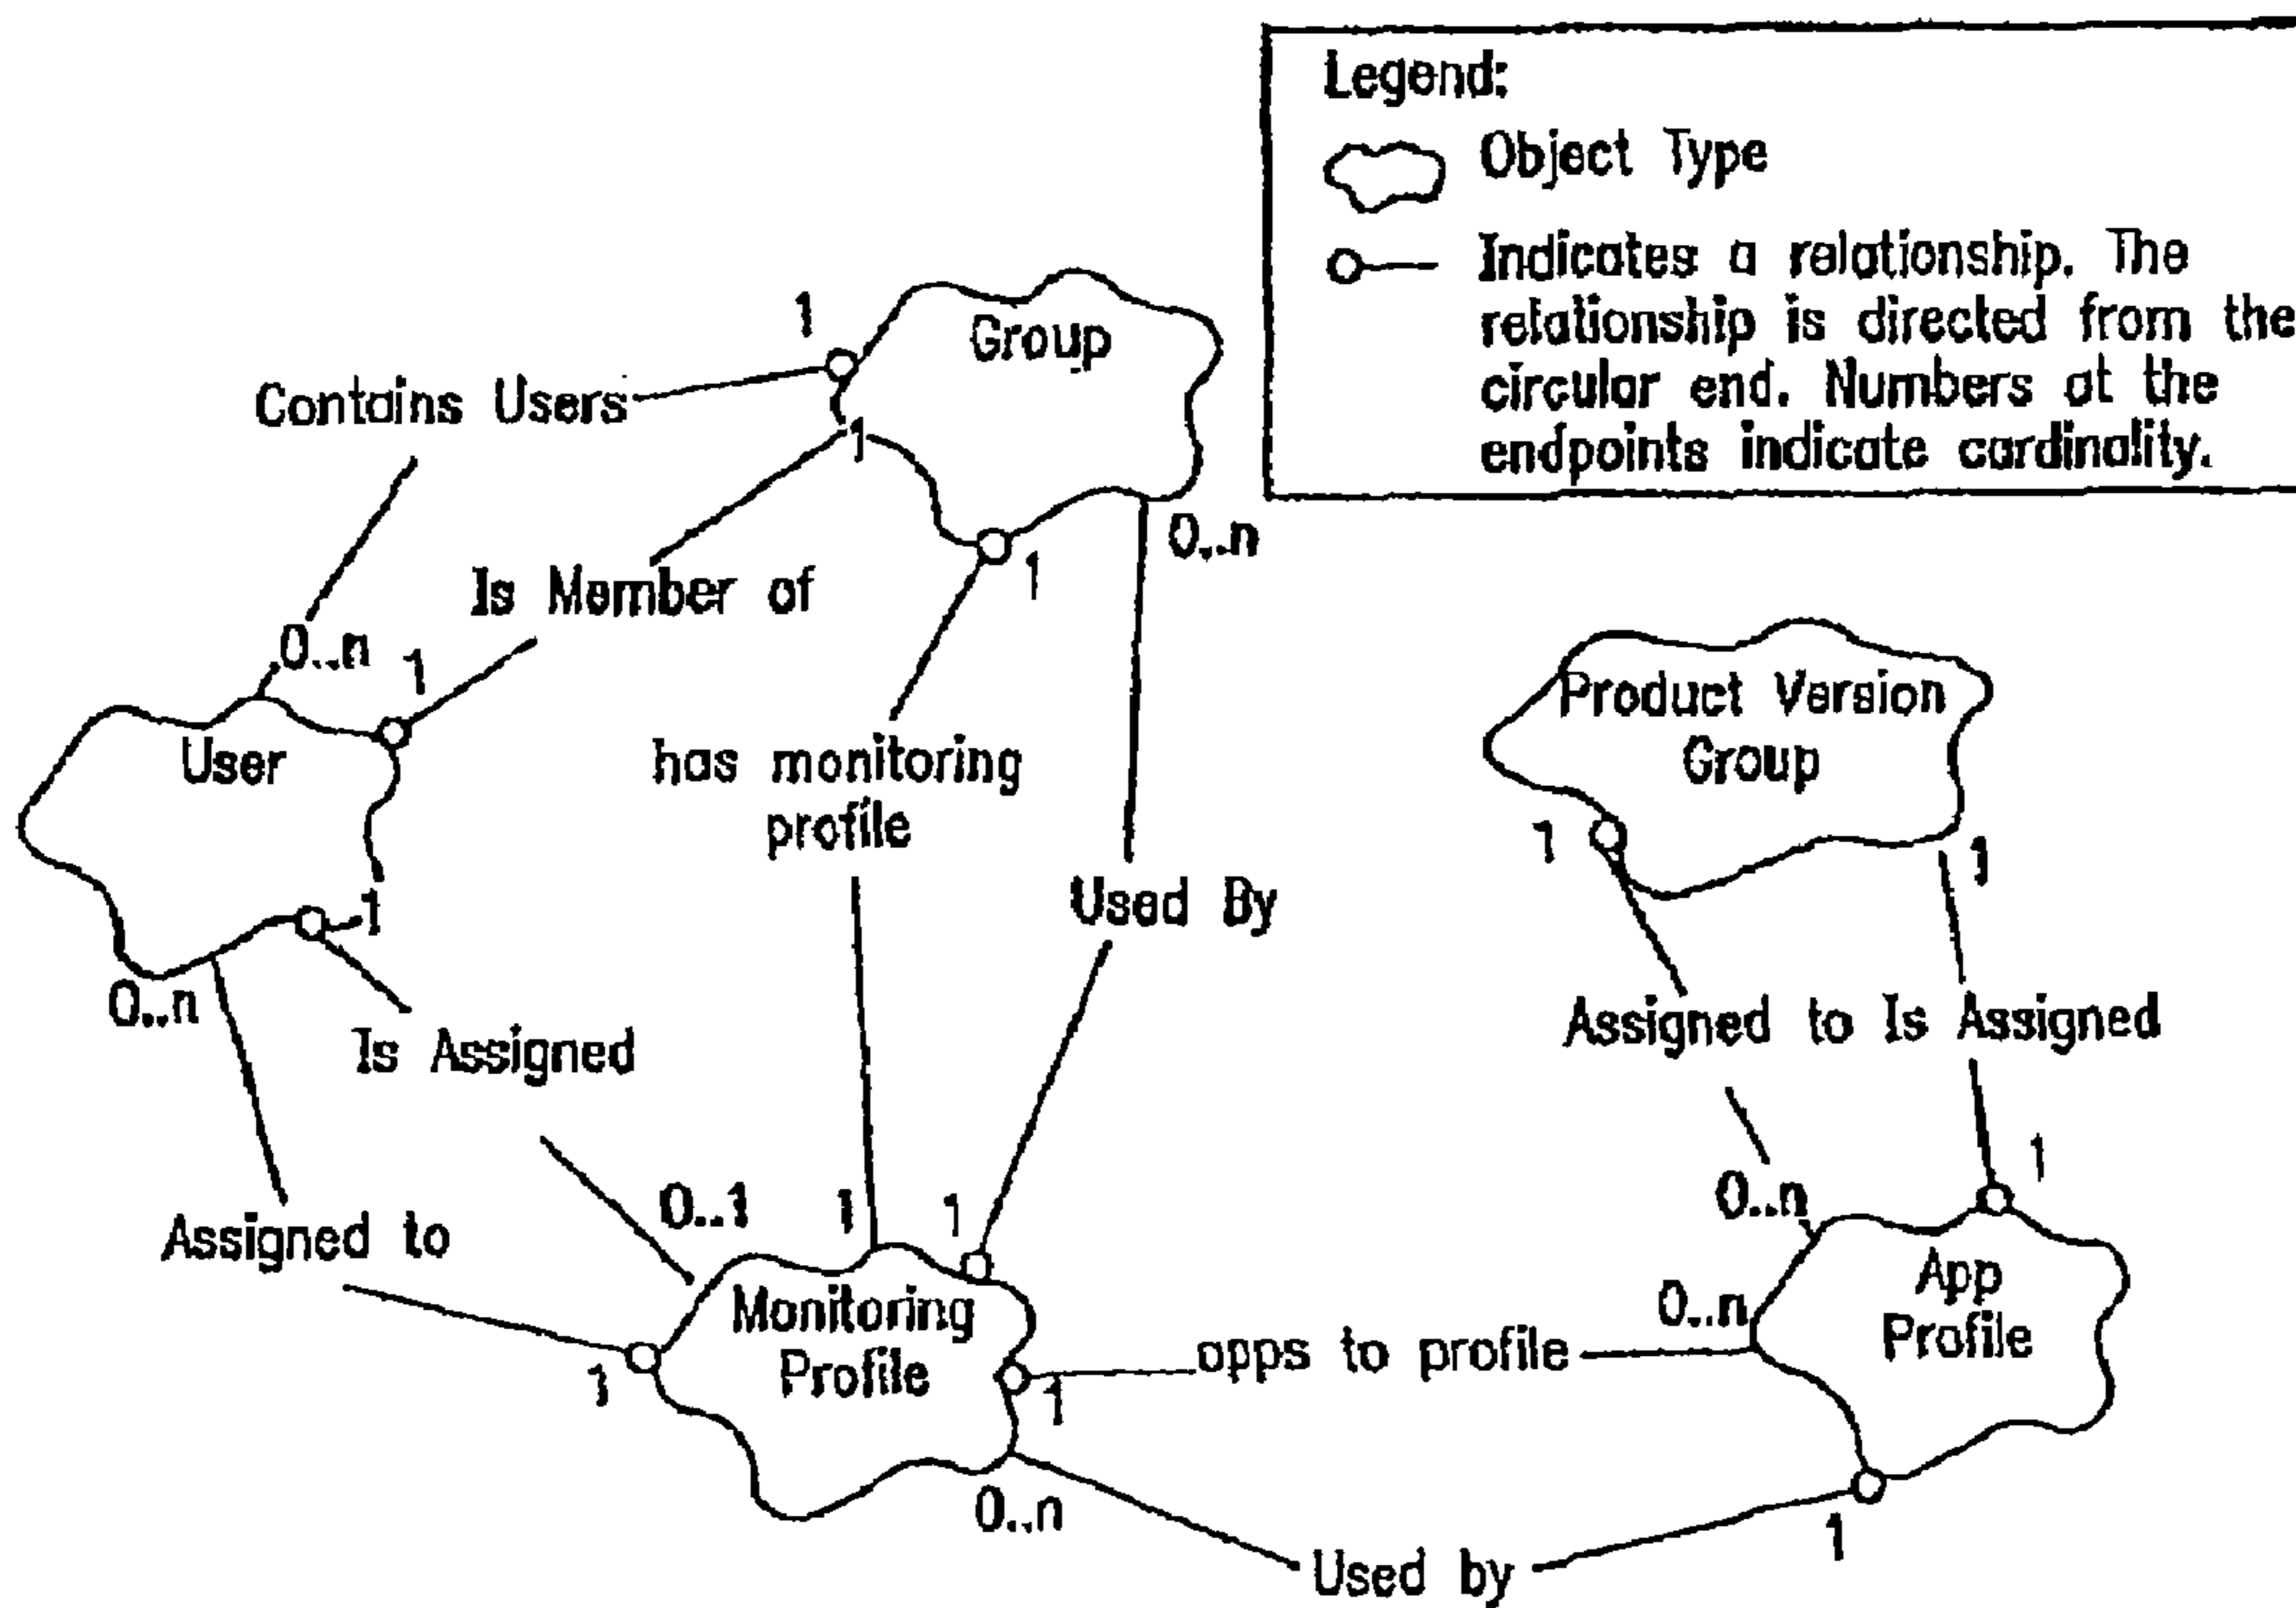 Legend:
Object Type
Indicates a relationship. The
relationship is directed from the
circular end. Numbers at the
endpoints indicate cardinality.
1
Group
Contains Users
1
0..n
1
Is Member of
0..n
1
User
has monitoring
profile
Product Version
Group
1
1
Used By
1
0..n
Is Assigned
Assigned to Is Assigned
1
0..1
1
1
0..n
Assigned to
Monitoring
Profile
App
Profile
0..n
apps to profile
1
1
0..n
1
Used by